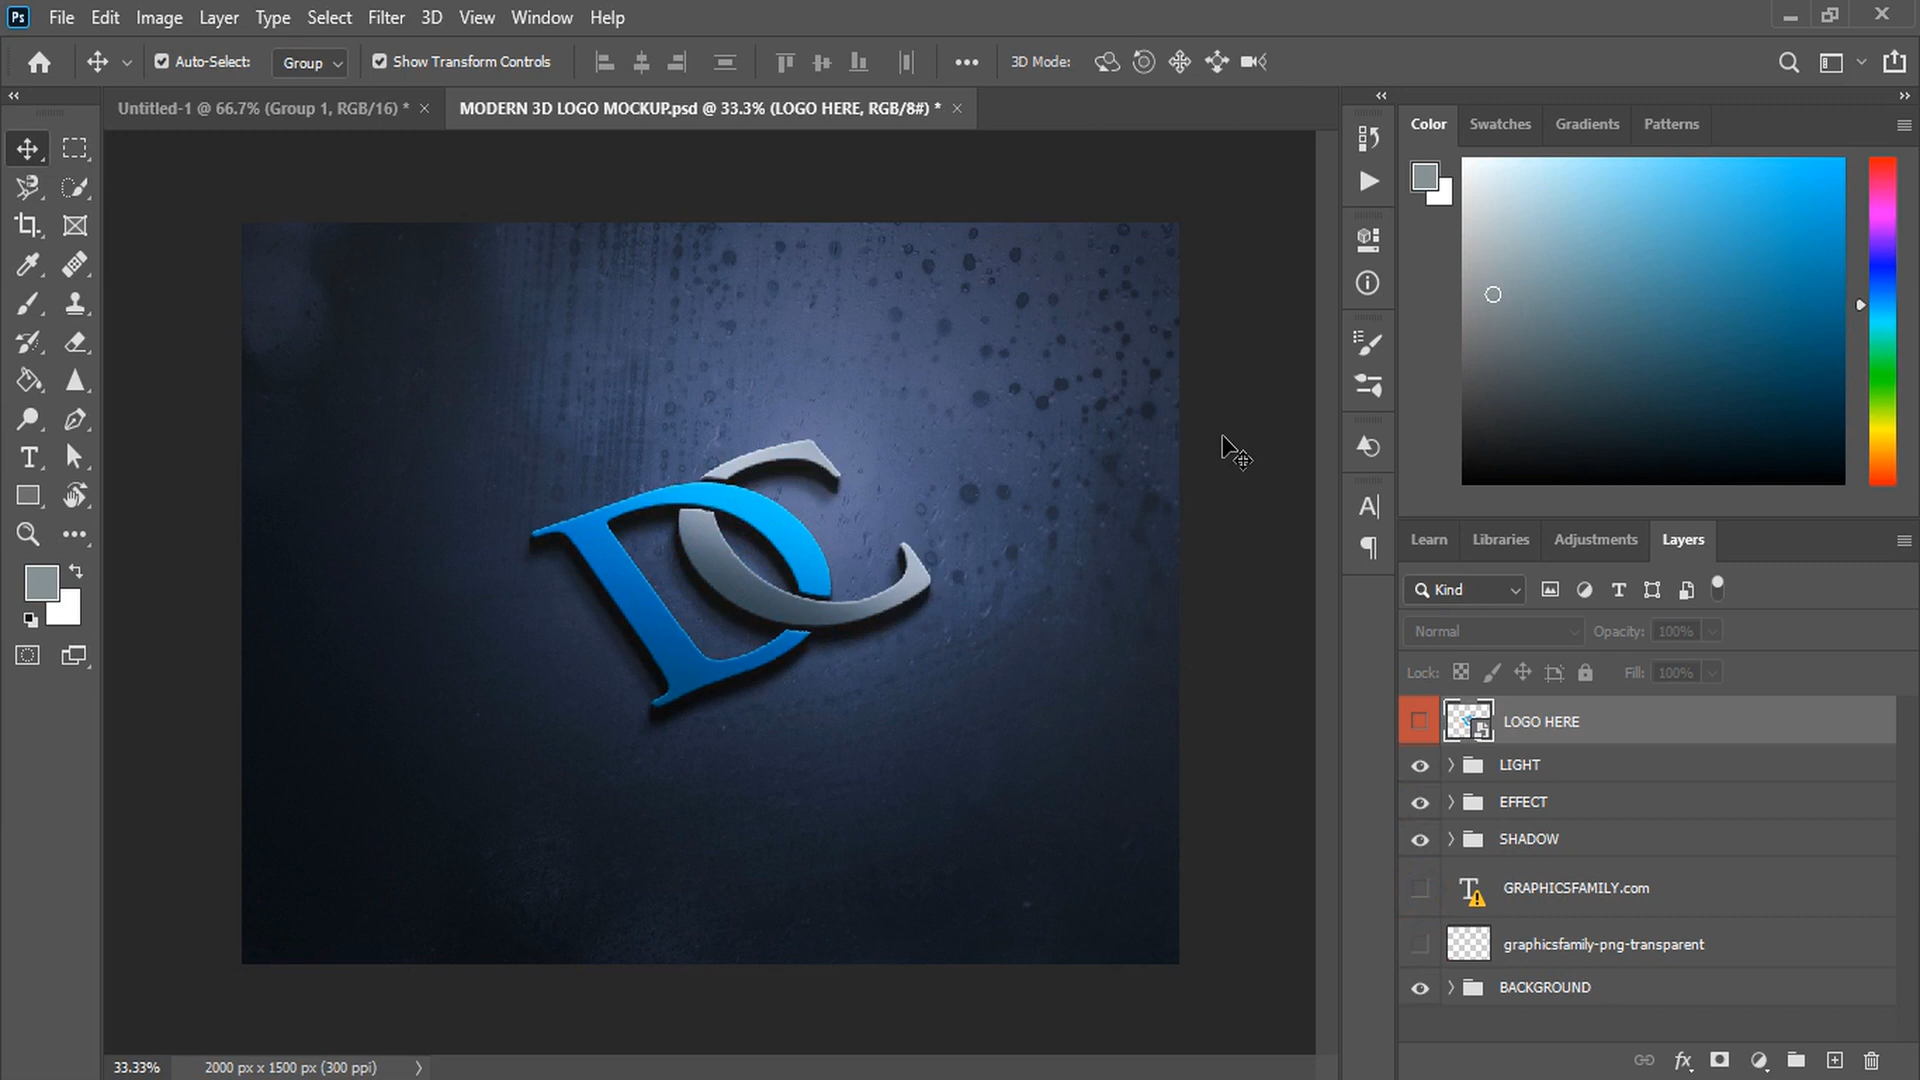 Ps File Edit Image Layer Type Select Filter 3D View Window Help
Auto-Select: Group Show Transform Controls 3D Mode:
Untitled-1 @ 66.7% (Group 1, RGB/16) * MODERN 3D LOGO MOCKUP.psd @ 33.3% (LOGO HERE, RGB/8#) *
Color Swatches Gradients Patterns
DC
Learn Libraries Adjustments Layers
Kind
Normal Opacity: 100%
Lock: Fill: 100%
LOGO HERE
LIGHT
EFFECT
SHADOW
GRAPHICSFAMILY.com
graphicsfamily-png-transparent
BACKGROUND
33.33% 2000 px x 1500 px (300 ppi)